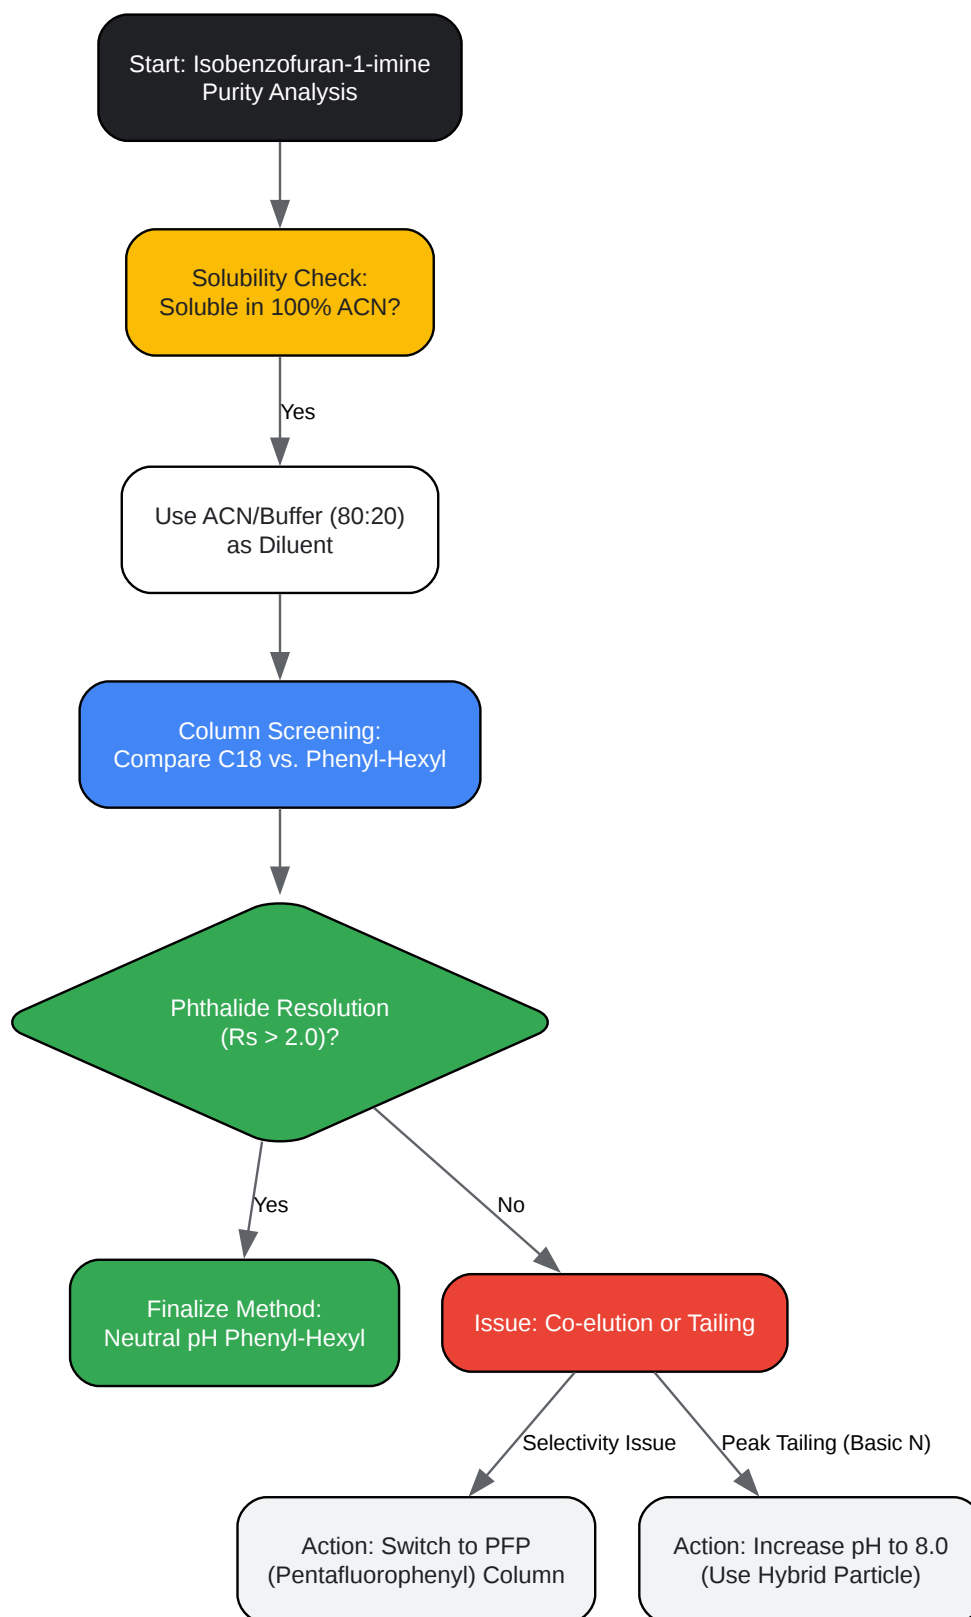 Start: Isobenzofuran-1-imine
Purity Analysis
Solubility Check:
Soluble in 100% ACN?
Yes
Use ACN/Buffer (80:20)
as Diluent
Column Screening:
Compare C18 vs. Phenyl-Hexyl
Phthalide Resolution
(Rs > 2.0)?
Yes
No
Finalize Method:
Neutral pH Phenyl-Hexyl
Issue: Co-elution or Tailing
Selectivity Issue
Peak Tailing (Basic N)
Action: Switch to PFP
(Pentafluorophenyl) Column
Action: Increase pH to 8.0
(Use Hybrid Particle)